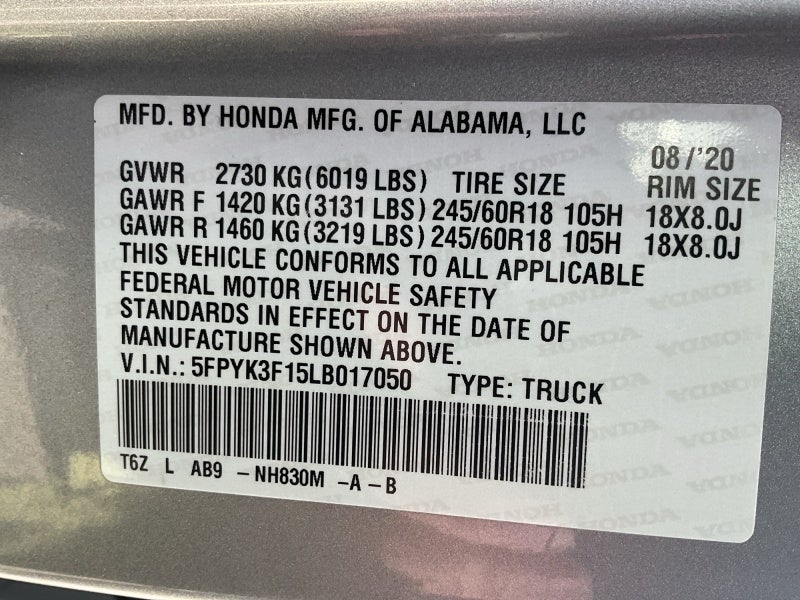 MFD. BY HONDA MFG. OF ALABAMA, LLC
08/'20
GVWR 2730 KG(6019 LBS) TIRE SIZE RIM SIZE
GAWR F 1420 KG(3131 LBS) 245/60R18 105H 18X8.0J
GAWR R 1460 KG(3219 LBS) 245/60R18 105H 18X8.0J
THIS VEHICLE CONFORMS TO ALL APPLICABLE
FEDERAL MOTOR VEHICLE SAFETY
STANDARDS IN EFFECT ON THE DATE OF
MANUFACTURE SHOWN ABOVE.
V.I.N.: 5FPYK3F15LB017050 TYPE: TRUCK
T6Z L AB9 -NH830M -A -B